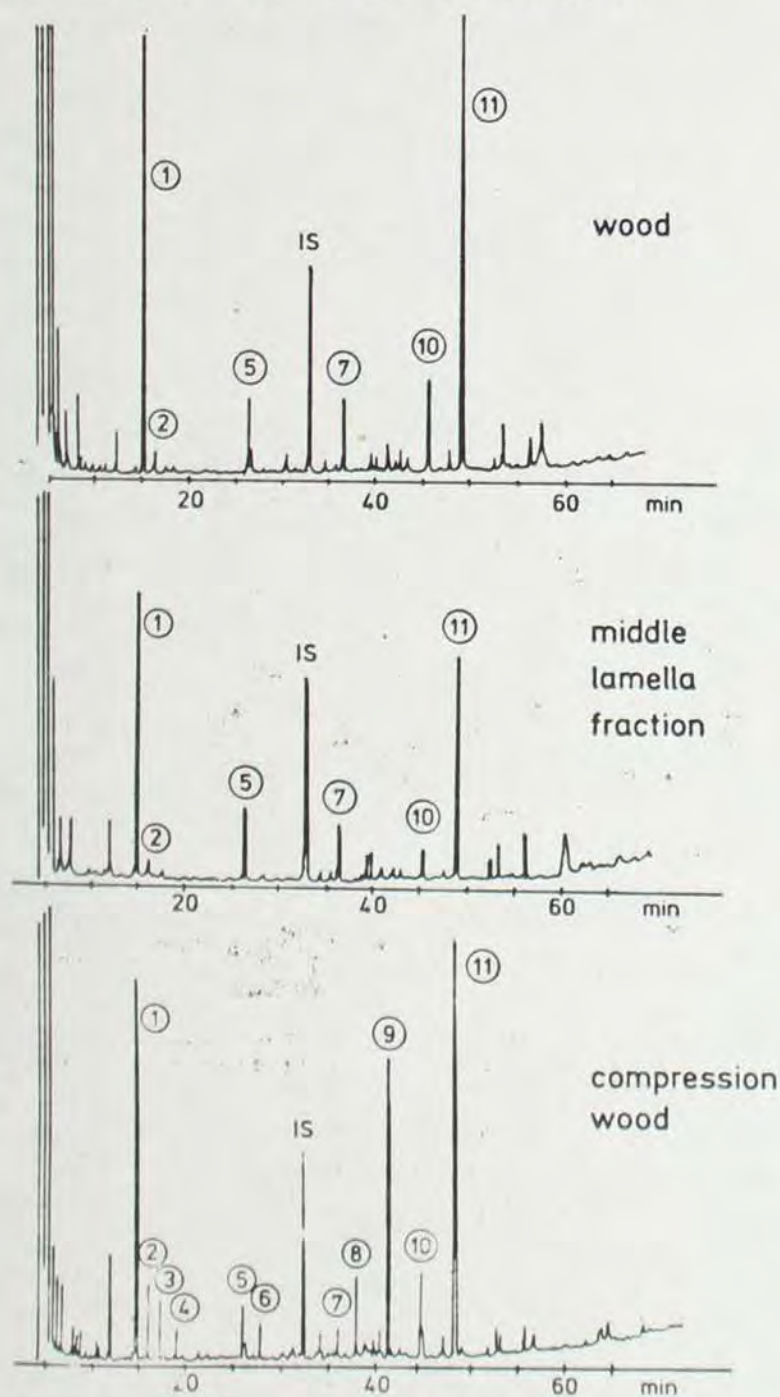 ⑪
①
wood
IS
⑤ ⑦ ⑩
②
20 40 60 min
① ⑪ middle
IS lamella
fraction
⑤ ⑦
② ⑩
20 40 60 min
⑪
①
⑨
compression
IS wood
② ⑧ ⑩
③ ⑤
④ ⑥ ⑦
20 40 60 min